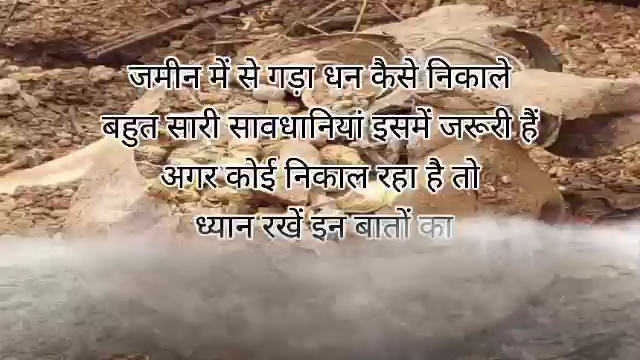 जमीन में से गड़ा धन कैसे निकाले
बहुत सारी सावधानियां इसमें जरूरी हैं
अगर कोई निकाल रहा है तो
ध्यान रखें इन बातों का